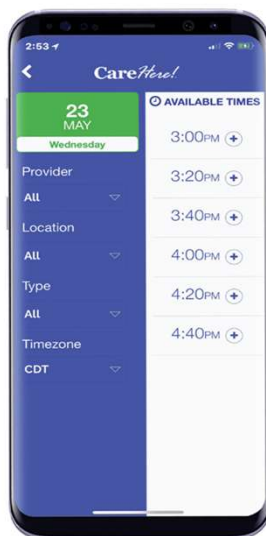 2:53
CareHere!
23
MAY
Wednesday
Provider
All
Location
All
Type
All
Timezone
CDT
AVAILABLE TIMES
3:00PM
3:20PM
3:40PM
4:00PM
4:20PM
4:40PM